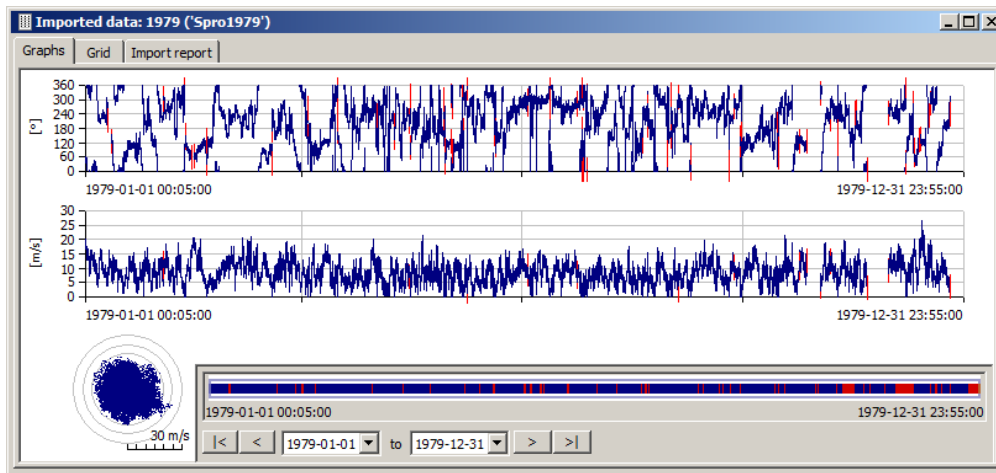 Imported data: 1979 ('Spro1979')
Graphs Grid Import report
360
300
240
180
120
60
0
[°]
1979-01-01 00:05:00 1979-12-31 23:55:00
30
25
20
15
10
5
0
[m/s]
1979-01-01 00:05:00 1979-12-31 23:55:00
30 m/s
1979-01-01 00:05:00 1979-12-31 23:55:00
|< < 1979-01-01 to 1979-12-31 > >|